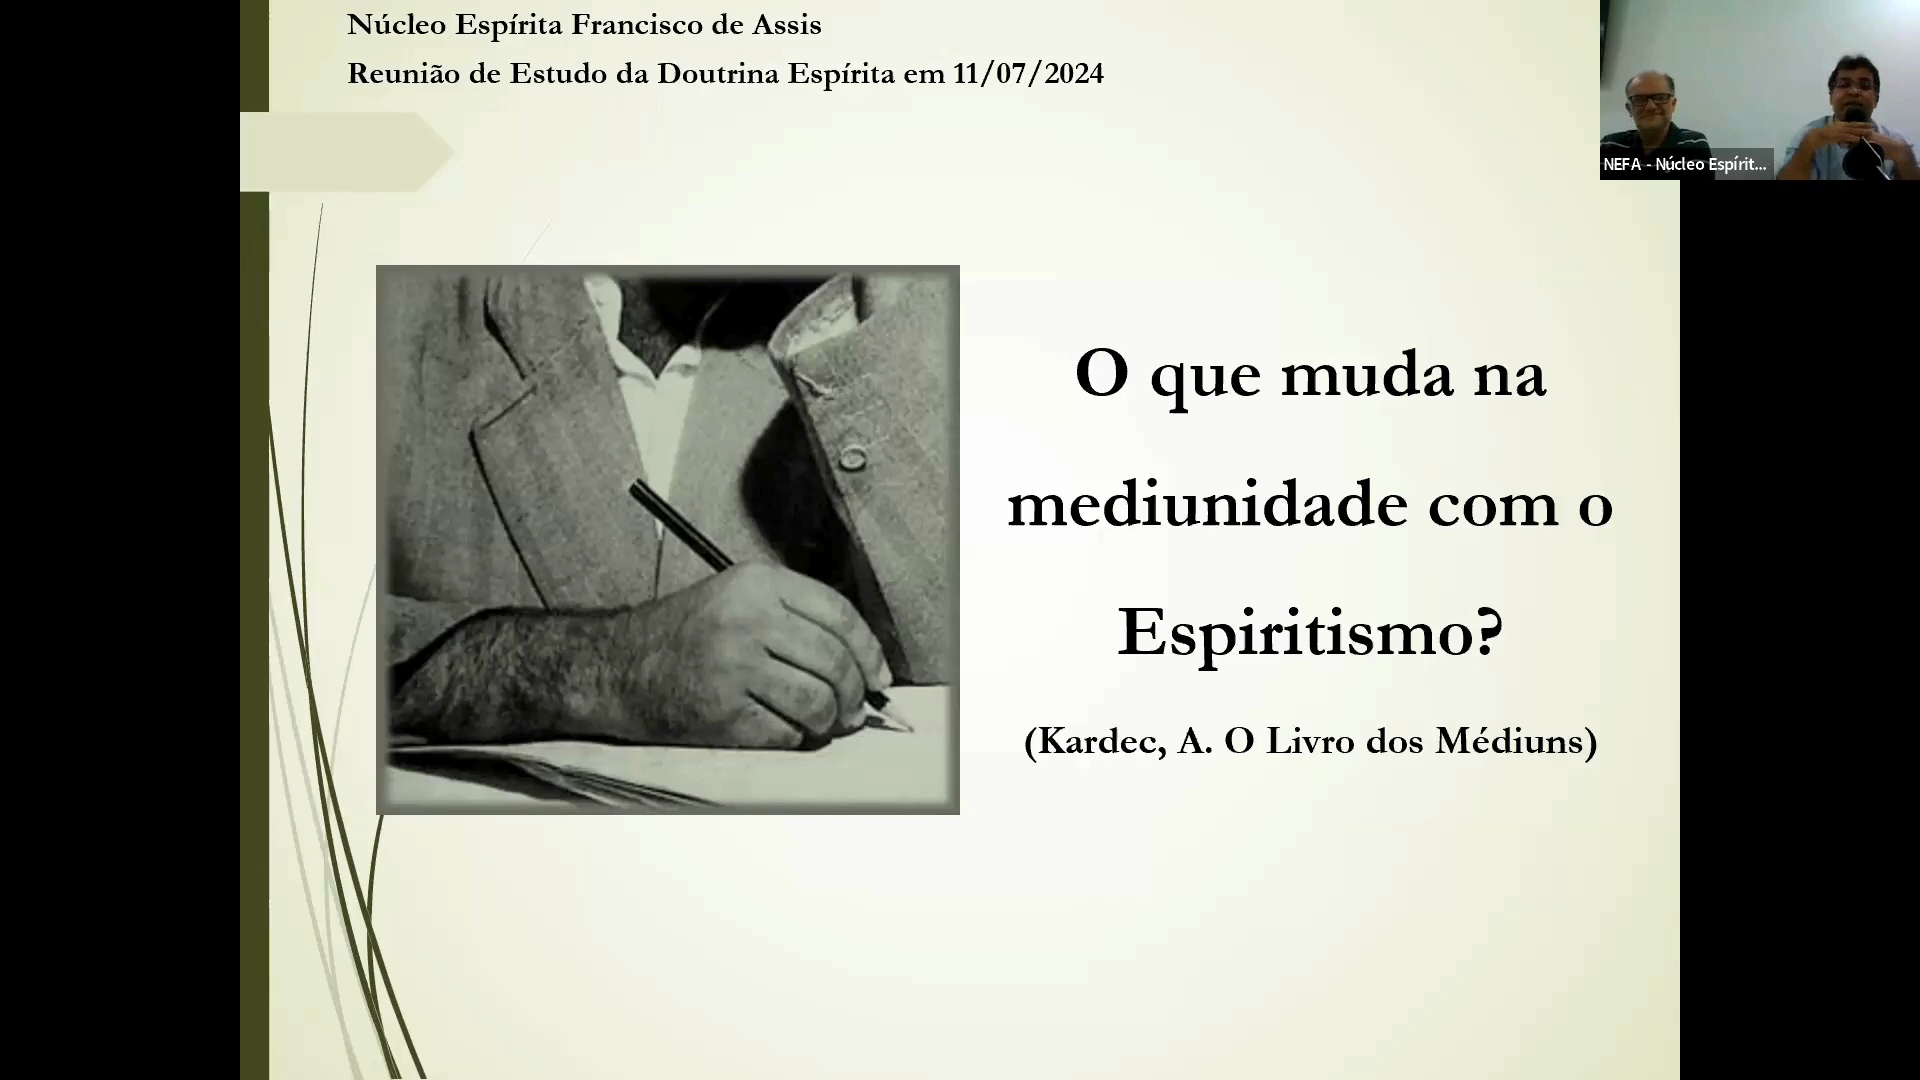 Núcleo Espírita Francisco de Assis
Reunião de Estudo da Doutrina Espírita em 11/07/2024
NEFA - Núcleo Espírit...
O que muda na
mediunidade com o
Espiritismo?
(Kardec, A. O Livro dos Médiuns)